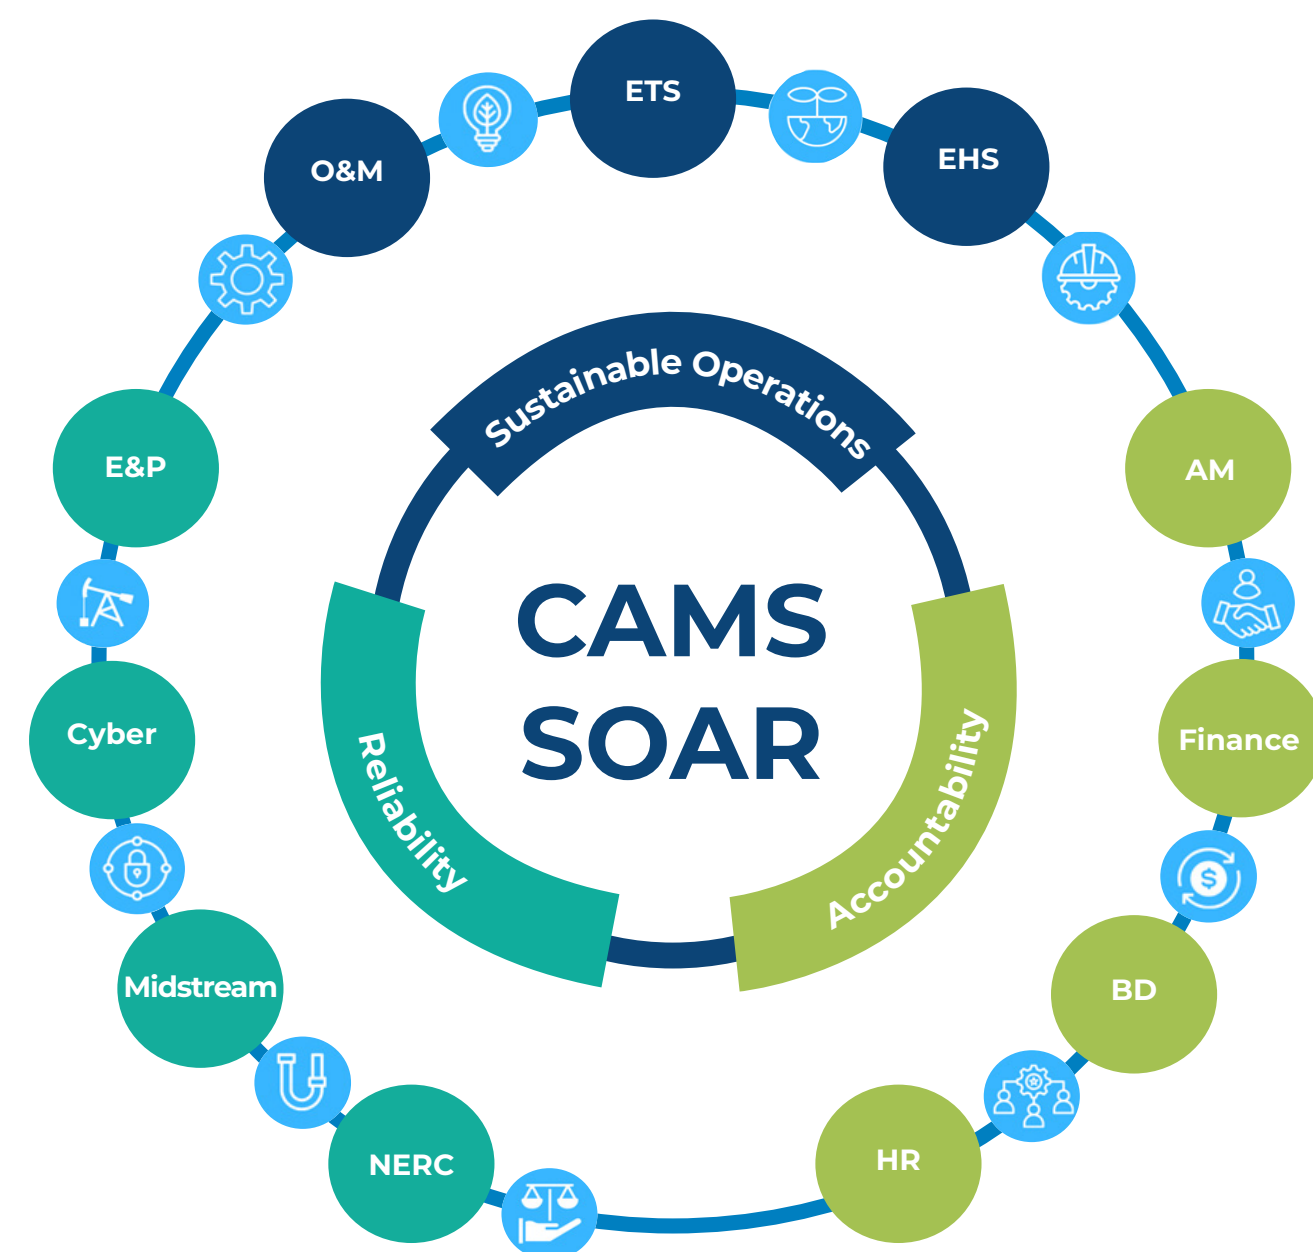 ETS
O&M
EHS
Sustainable Operations
E&P
AM
CAMS
SOAR
Cyber
Finance
Reliability
Accountability
Midstream
BD
$
NERC
HR